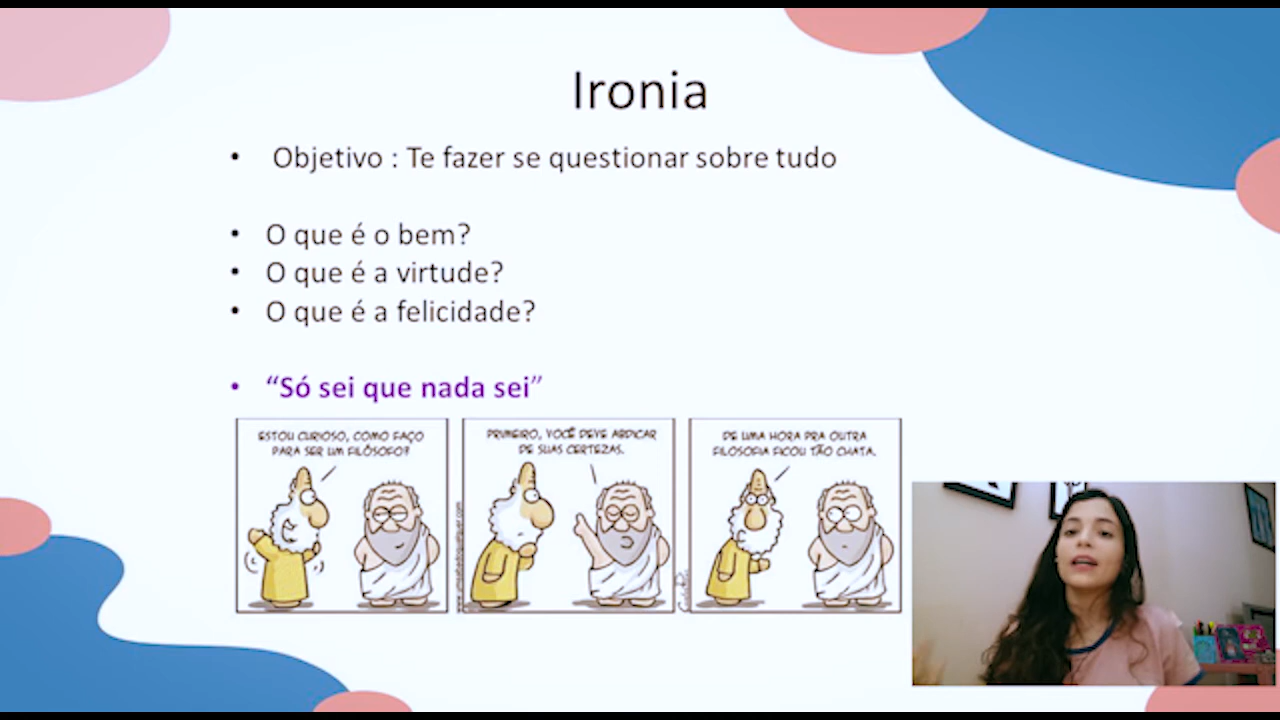 Ironia
• Objetivo : Te fazer se questionar sobre tudo
• O que é o bem?
• O que é a virtude?
• O que é a felicidade?
• “Só sei que nada sei”
ESTOU CURIOSO, COMO FAÇO
PARA SER UM FILÓSOFO?
PRIMEIRO, VOCÊ DEVE ABDICAR
DE SUAS CERTEZAS.
DE UMA HORA PRA OUTRA
FILOSOFIA FICOU TÃO CHATA.